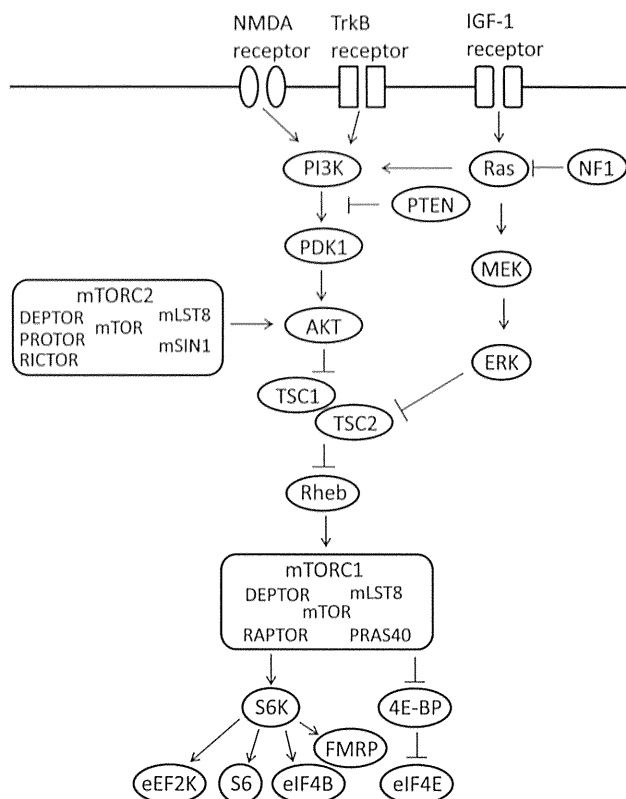 NMDA
receptor
TrkB
receptor
IGF-1
receptor
PI3K
Ras
NF1
PTEN
PDK1
MEK
mTORC2
DEPTOR
mTOR
mLST8
PROTOR
mSIN1
RICTOR
AKT
ERK
TSC1
TSC2
Rheb
mTORC1
DEPTOR
mLST8
mTOR
RAPTOR
PRAS40
S6K
4E-BP
FMRP
eEF2K
S6
eIF4B
eIF4E